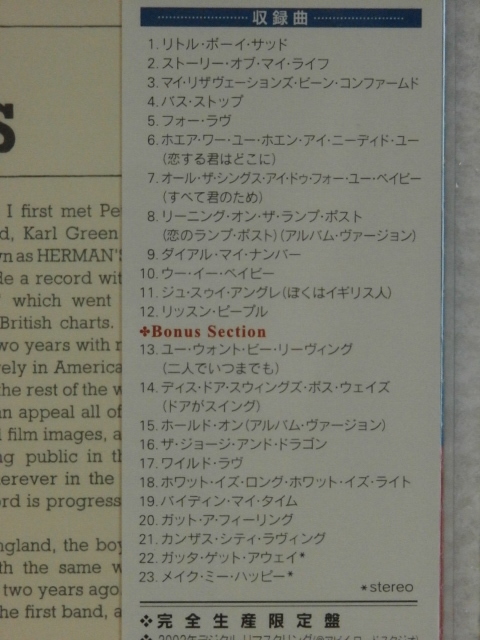 収録曲
1. リトル・ボーイ・サッド
2. ストーリー・オブ・マイ・ライフ
3. マイ・リザヴェーションズ・ビーン・コンファームド
4. バス・ストップ
5. フォー・ラヴ
6. ホエア・ワー・ユー・ホエン・アイ・ニーディド・ユー
(恋する君はどこに)
7. オール・ザ・シングス・アイ・ドゥ・フォー・ユー・ベイビー
(すべて君のため)
8. リーニング・オン・ザ・ランプ・ポスト
(恋のランプ・ポスト)(アルバム・ヴァージョン)
9. ダイアル・マイ・ナンバー
10. ウー・イー・ベイビー
11. ジュ・スゥイ・アングレ(ぼくはイギリス人)
12. リッスン・ピープル
✤Bonus Section
13. ユー・ウォント・ビー・リーヴィング
(二人でいつまでも)
14. ディス・ドア・スウィングズ・ボス・ウェイズ
(ドアがスイング)
15. ホールド・オン(アルバム・ヴァージョン)
16. ザ・ジョージ・アンド・ドラゴン
17. ワイルド・ラヴ
18. ホワット・イズ・ロング・ホワット・イズ・ライト
19. バイディン・マイ・タイム
20. ガット・ア・フィーリング
21. カンザス・シティ・ラヴィング
22. ガッタ・ゲット・アウェイ*
23. メイク・ミー・ハッピー*
*stereo
❖完全生産限定盤
S
I first met Pe
d, Karl Green
n as HERMAN'S
de a record wit
which went
British charts.
wo years with
ely in America
the rest of the w
an appeal all of
film images, a
ng public in th
erever in the
rd is progress
ngland, the boy
th the same w
two years ago
he first band, a